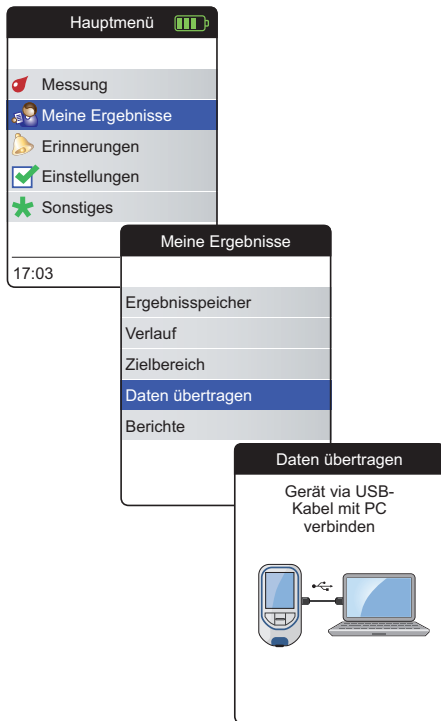 Hauptmenü
Messung
Meine Ergebnisse
Erinnerungen
Einstellungen
Sonstiges
17:03
Meine Ergebnisse
Ergebnisspeicher
Verlauf
Zielbereich
Daten übertragen
Berichte
Daten übertragen
Gerät via USB-
Kabel mit PC
verbinden